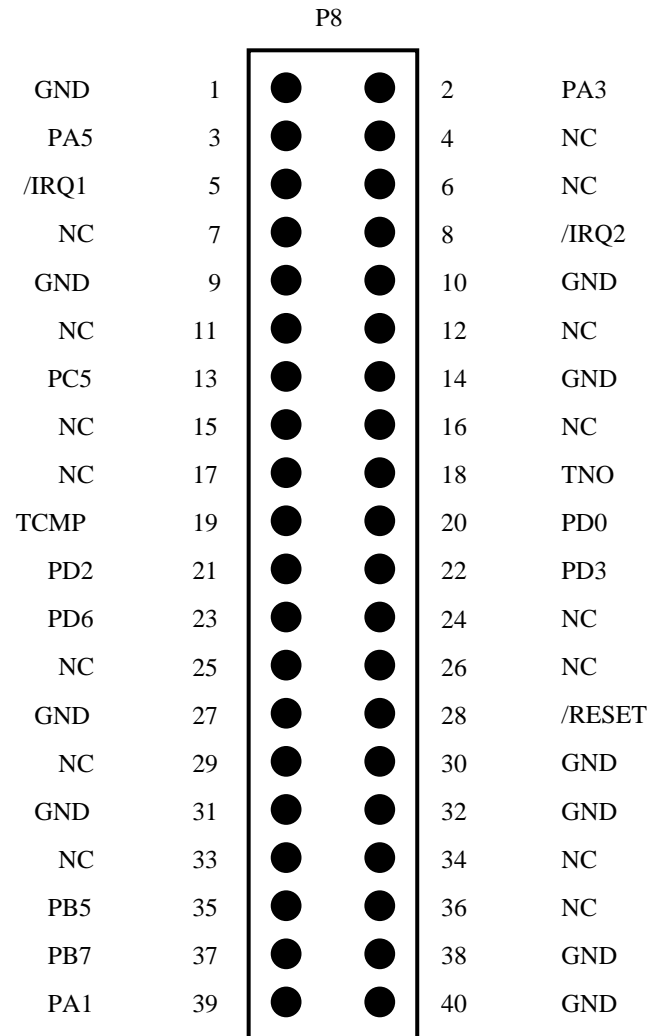 P8
GND 1 2 PA3
PA5 3 4 NC
/IRQ1 5 6 NC
NC 7 8 /IRQ2
GND 9 10 GND
NC 11 12 NC
PC5 13 14 GND
NC 15 16 NC
NC 17 18 TNO
TCMP 19 20 PD0
PD2 21 22 PD3
PD6 23 24 NC
NC 25 26 NC
GND 27 28 /RESET
NC 29 30 GND
GND 31 32 GND
NC 33 34 NC
PB5 35 36 NC
PB7 37 38 GND
PA1 39 40 GND